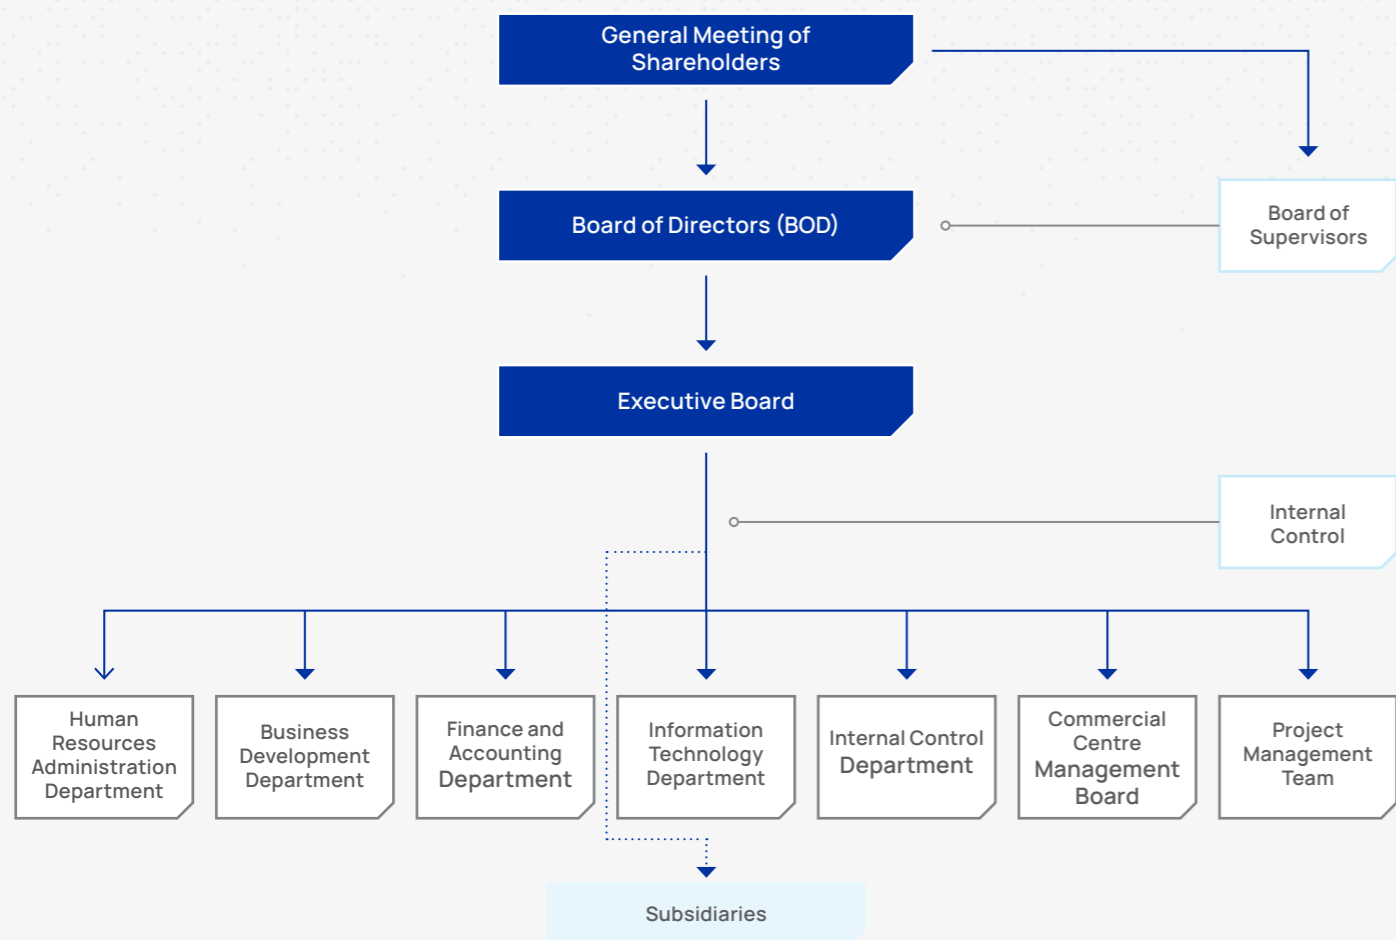 General Meeting of
Shareholders
Board of Directors (BOD)
Board of
Supervisors
Executive Board
Internal
Control
Human
Resources
Administration
Department
Business
Development
Department
Finance and
Accounting
Department
Information
Technology
Department
Internal Control
Department
Commercial
Centre
Management
Board
Project
Management
Team
Subsidiaries